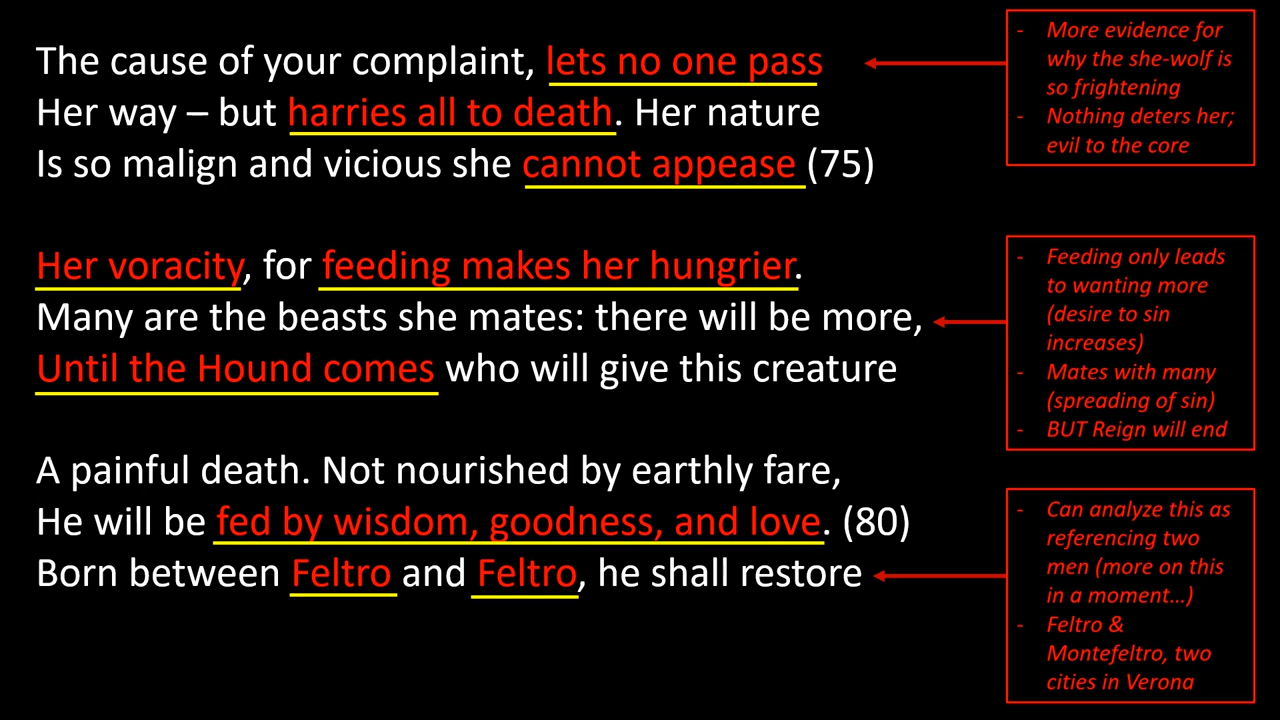 The cause of your complaint, lets no one pass
Her way – but harries all to death. Her nature
Is so malign and vicious she cannot appease (75)
Her voracity, for feeding makes her hungrier.
Many are the beasts she mates: there will be more,
Until the Hound comes who will give this creature
A painful death. Not nourished by earthly fare,
He will be fed by wisdom, goodness, and love. (80)
Born between Feltro and Feltro, he shall restore
- More evidence for
why the she-wolf is
so frightening
- Nothing deters her;
evil to the core
- Feeding only leads
to wanting more
(desire to sin
increases)
- Mates with many
(spreading of sin)
- BUT Reign will end
- Can analyze this as
referencing two
men (more on this
in a moment…)
- Feltro &
Montefeltro, two
cities in Verona